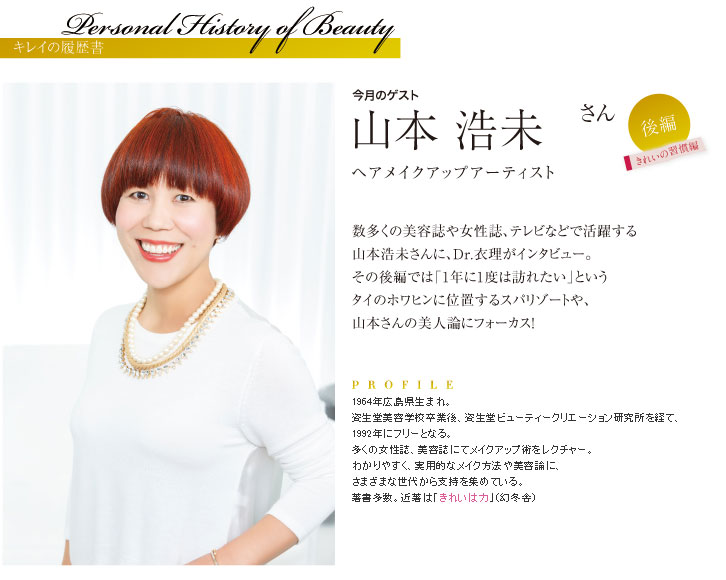 Personal History of Beauty
キレイの履歴書
今月のゲスト
山本 浩未 さん
後編
きれいの習慣編
ヘアメイクアップアーティスト
数多くの美容誌や女性誌、テレビなどで活躍する
山本浩未さんに、Dr.衣理がインタビュー。
その後編では「1年に1度は訪れたい」という
タイのホワヒンに位置するスパリゾートや、
山本さんの美人論にフォーカス!
PROFILE
1964年広島県生まれ。
資生堂美容学校卒業後、資生堂ビューティークリエーション研究所を経て、
1992年にフリーとなる。
多くの女性誌、美容誌にてメイクアップ術をレクチャー。
わかりやすく、実用的なメイク方法や美容論に、
さまざまな世代から支持を集めている。
著書多数。近著は「きれいは力」(幻冬舎)